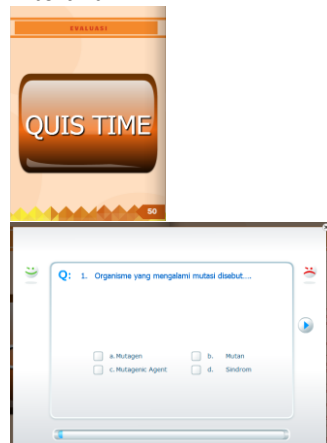 EVALUASI
QUIS TIME
50
Q: 1. Organisme yang mengalami mutasi disebut....
a. Mutagen b. Mutan
c. Mutagenic Agent d. Sindrom